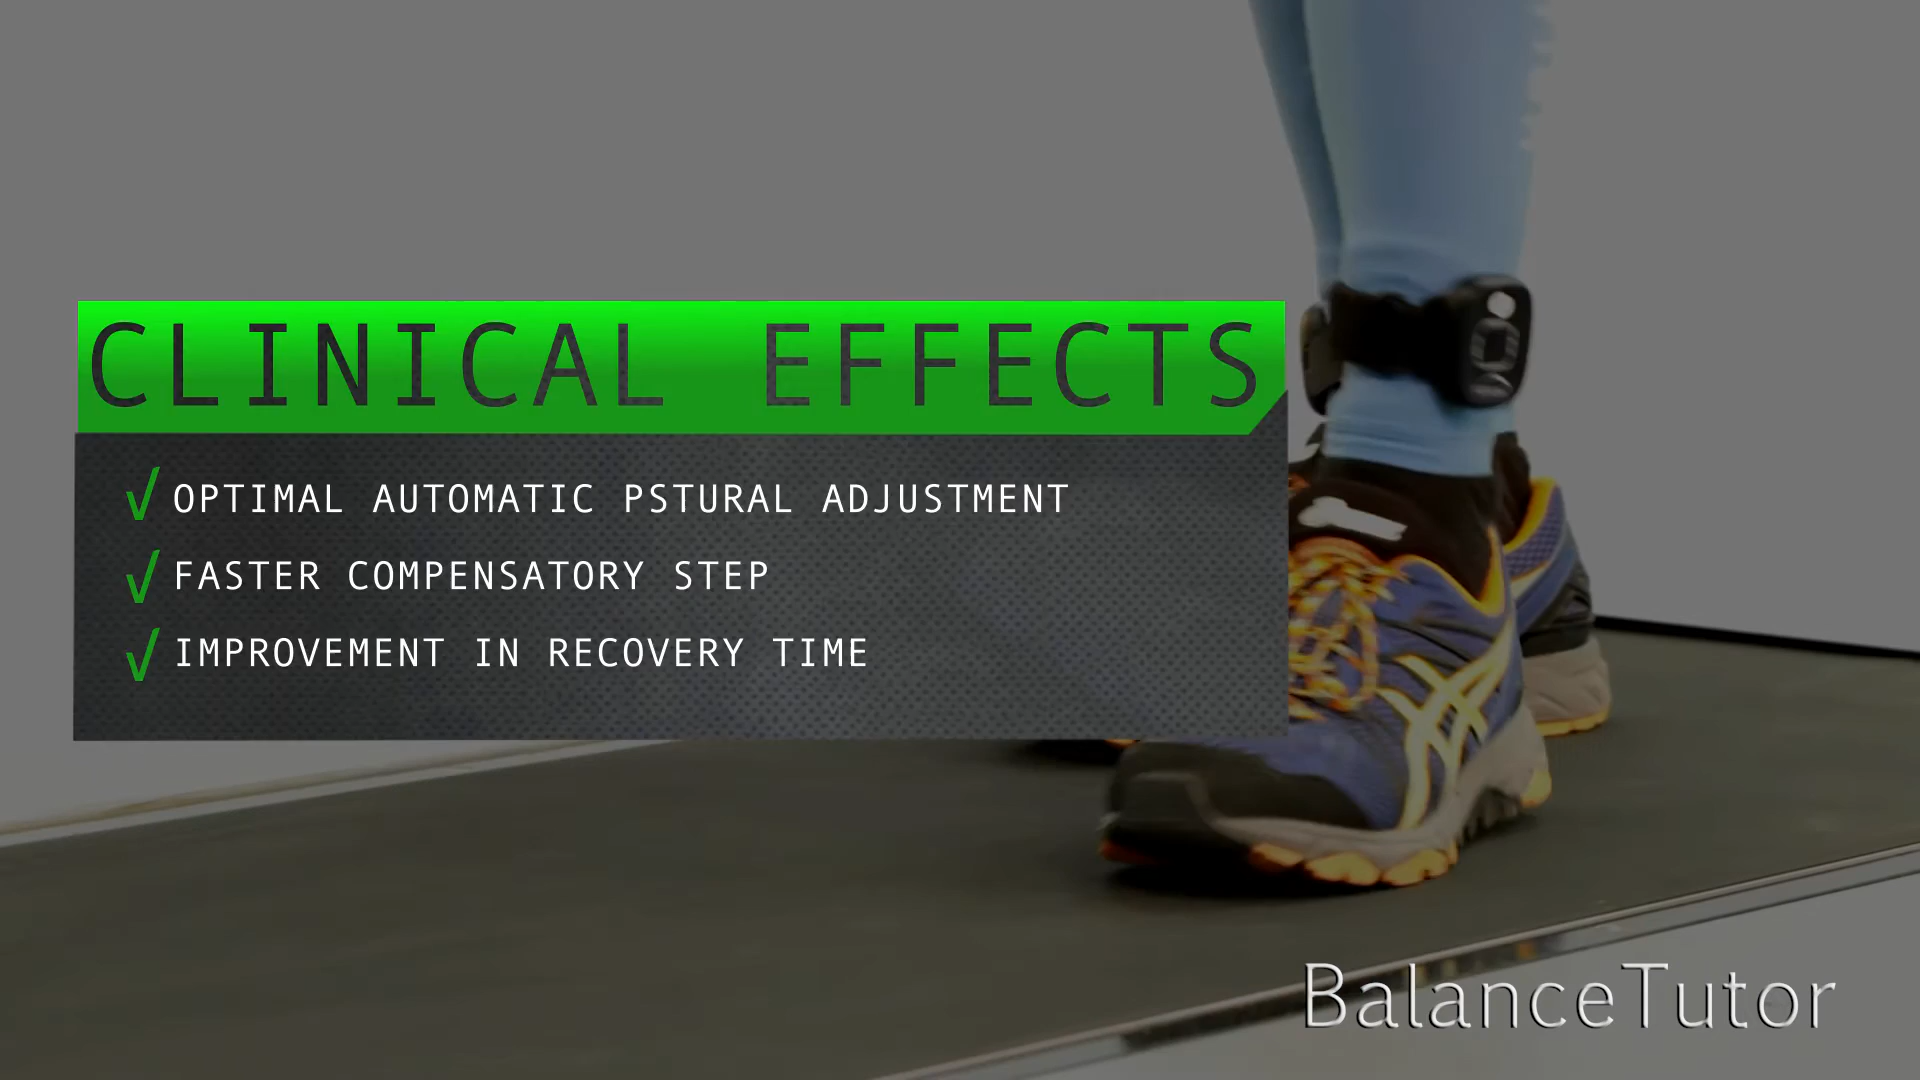 CLINICAL EFFECTS
√ OPTIMAL AUTOMATIC PSTURAL ADJUSTMENT
√ FASTER COMPENSATORY STEP
√ IMPROVEMENT IN RECOVERY TIME
BalanceTutor